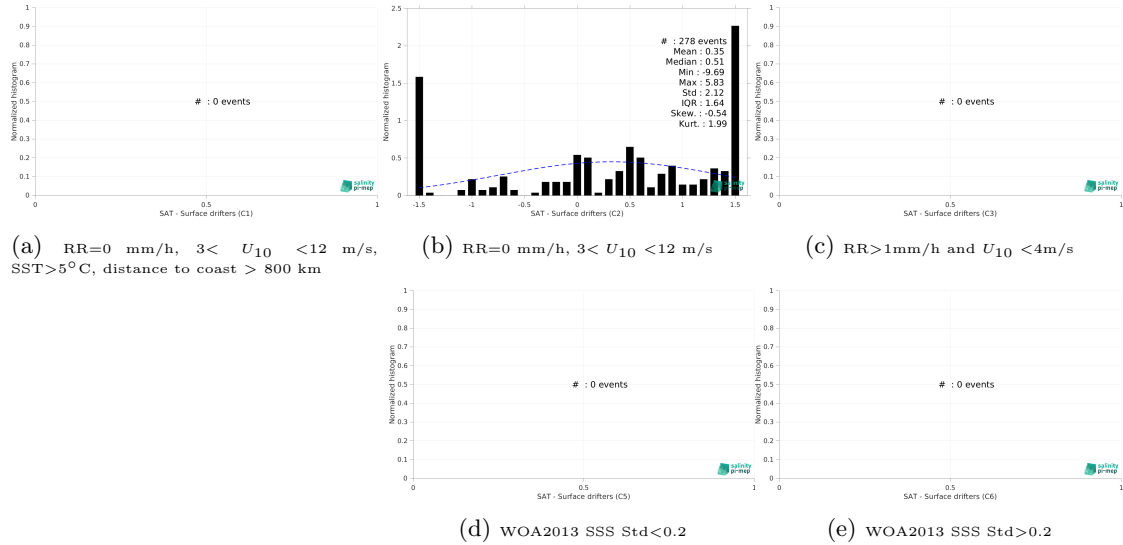 1
0.9
0.8
0.7
0.6
0.5
0.4
0.3
0.2
0.1
0
Normalized histogram
# : 0 events
0 0.5 1
SAT - Surface drifters (C1)
salinity
pi-mep
(a) RR=0 mm/h, 3< U10 <12 m/s,
SST>5°C, distance to coast > 800 km
2.5
2
1.5
1
0.5
0
Normalized histogram
# : 278 events
Mean : 0.35
Median : 0.51
Min : -9.69
Max : 5.83
Std : 2.12
IQR : 1.64
Skew. : -0.54
Kurt. : 1.99
-1.5 -1 -0.5 0 0.5 1 1.5
SAT - Surface drifters (C2)
salinity
pi-mep
(b) RR=0 mm/h, 3< U10 <12 m/s
1
0.9
0.8
0.7
0.6
0.5
0.4
0.3
0.2
0.1
0
Normalized histogram
# : 0 events
0 0.5 1
SAT - Surface drifters (C3)
salinity
pi-mep
(c) RR>1mm/h and U10 <4m/s
1
0.9
0.8
0.7
0.6
0.5
0.4
0.3
0.2
0.1
0
Normalized histogram
# : 0 events
0 0.5 1
SAT - Surface drifters (C5)
salinity
pi-mep
(d) WOA2013 SSS Std<0.2
1
0.9
0.8
0.7
0.6
0.5
0.4
0.3
0.2
0.1
0
Normalized histogram
# : 0 events
0 0.5 1
SAT - Surface drifters (C6)
salinity
pi-mep
(e) WOA2013 SSS Std>0.2